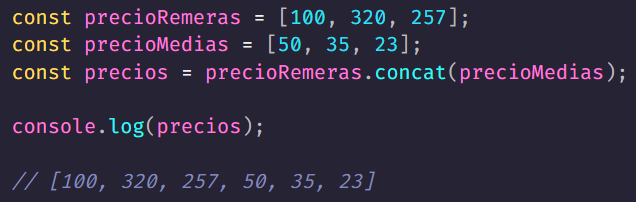 const precioRemeras = [100, 320, 257];
const precioMedias = [50, 35, 23];
const precios = precioRemeras.concat(precioMedias);
console.log(precios);
// [100, 320, 257, 50, 35, 23]